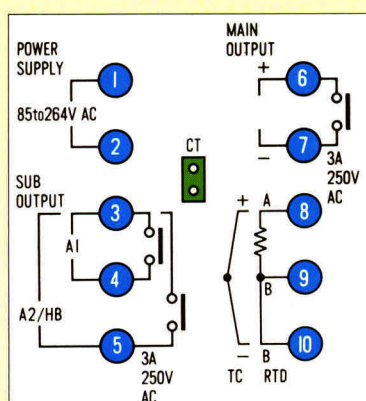 POWER
SUPPLY
1
85to264V AC
2
MAIN
OUTPUT
+
6
7
−
3A
250V
AC
CT
SUB
OUTPUT
3
A1
4
A2/HB
5
3A
250V
AC
+ A
8
B
9
− B
10
TC RTD